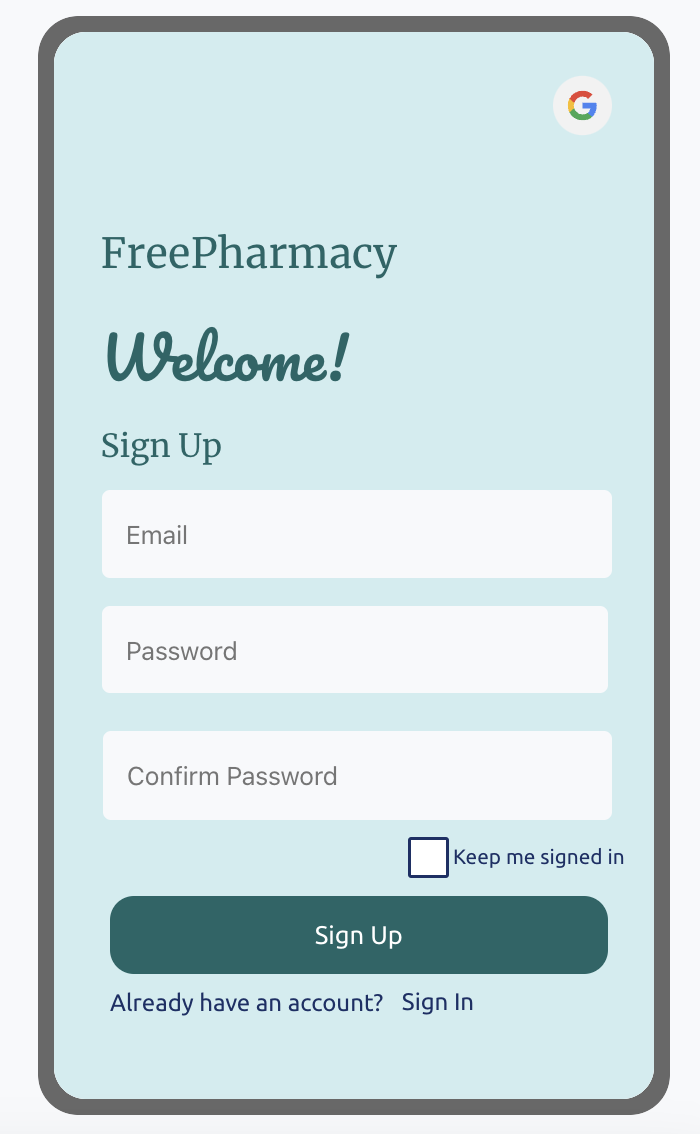 FreePharmacy
Welcome!
Sign Up
Email
Password
Confirm Password
Keep me signed in
Sign Up
Already have an account? Sign In